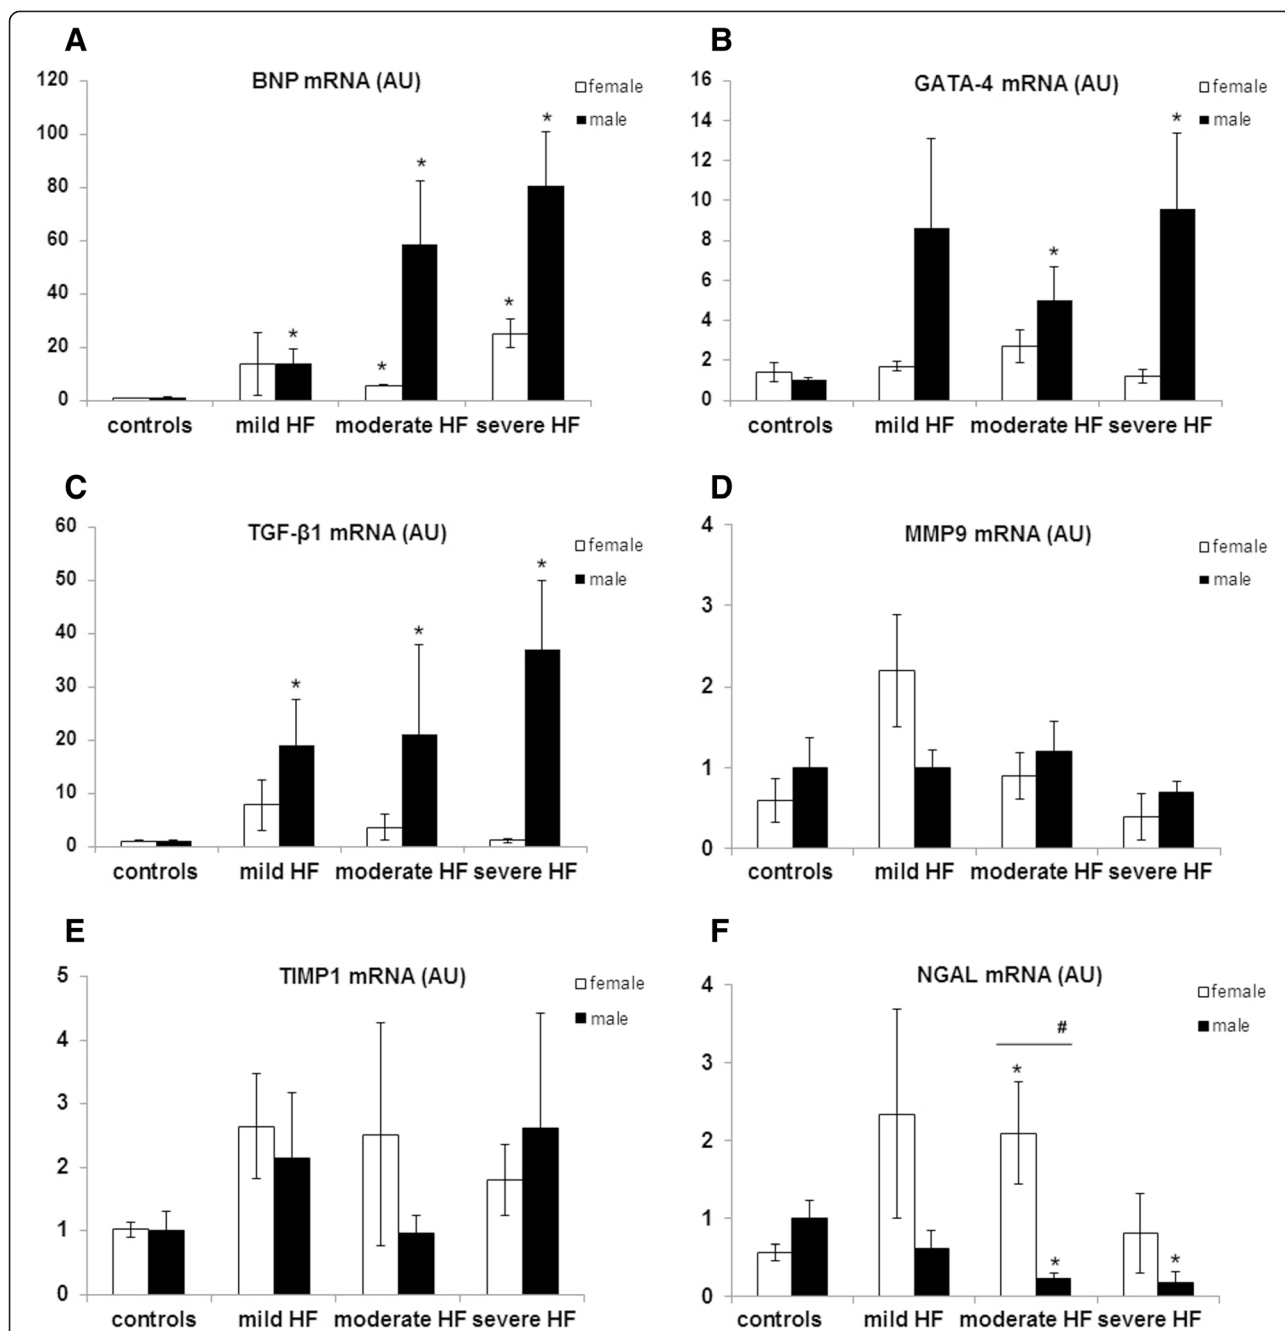 A
BNP mRNA (AU)
female
male
120
100
80
60
40
20
0
*
*
*
*
*
controls mild HF moderate HF severe HF
B
GATA-4 mRNA (AU)
female
male
16
14
12
10
8
6
4
2
0
*
*
controls mild HF moderate HF severe HF
C
TGF-β1 mRNA (AU)
female
male
60
50
40
30
20
10
0
*
*
*
controls mild HF moderate HF severe HF
D
MMP9 mRNA (AU)
female
male
4
3
2
1
0
controls mild HF moderate HF severe HF
E
TIMP1 mRNA (AU)
female
male
5
4
3
2
1
0
controls mild HF moderate HF severe HF
F
NGAL mRNA (AU)
female
male
4
3
2
1
0
#
*
*
*
controls mild HF moderate HF severe HF